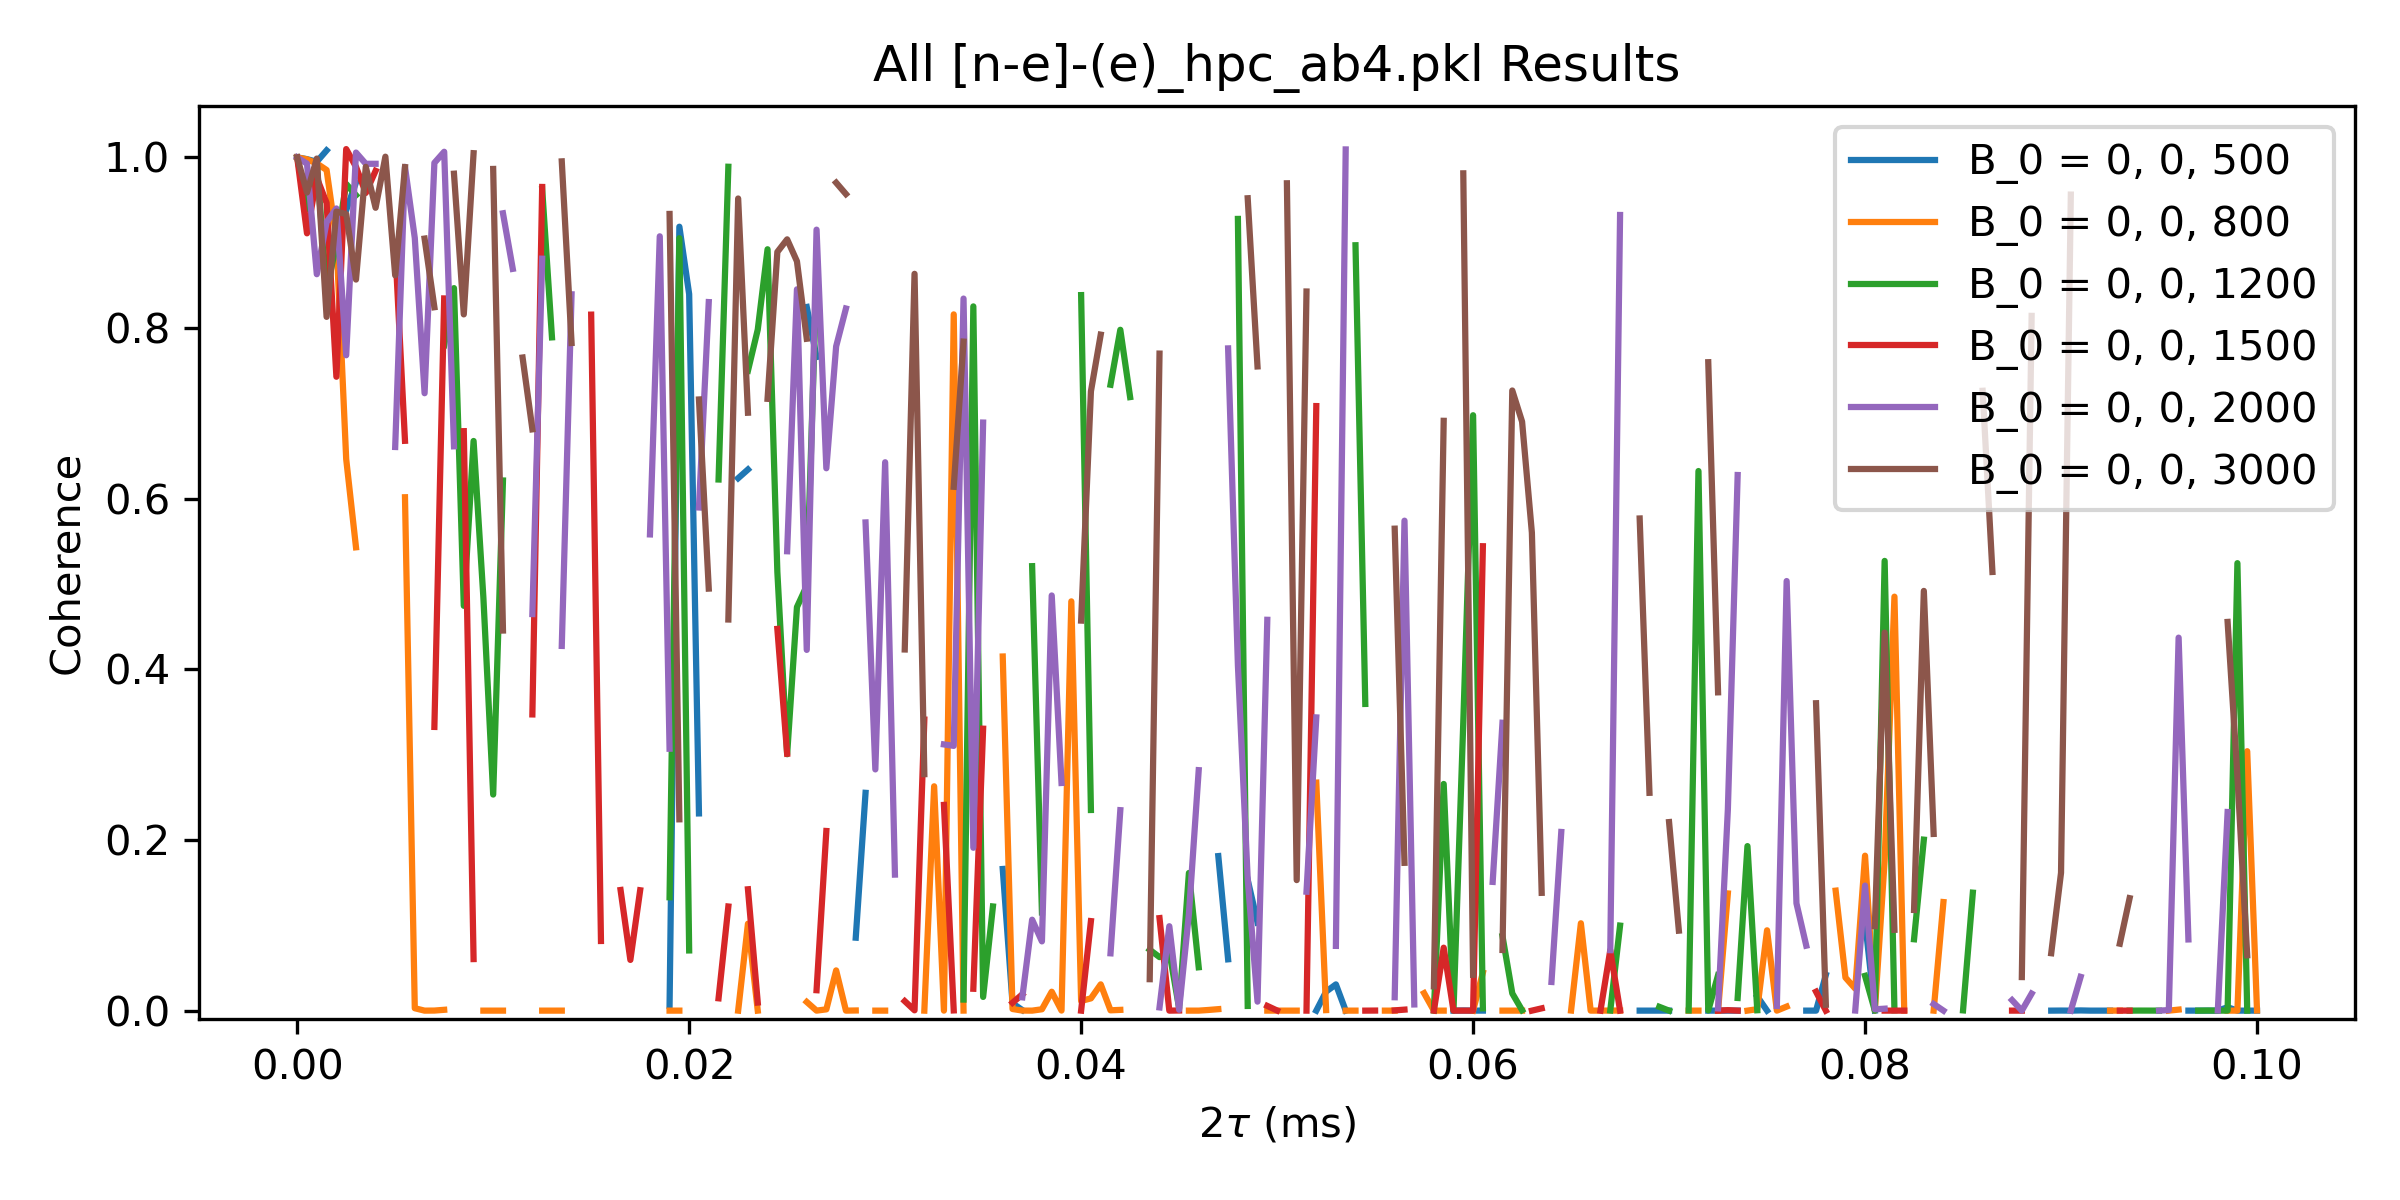 All [n-e]-(e)_hpc_ab4.pkl Results
Coherence
1.0
0.8
0.6
0.4
0.2
0.0
0.00
0.02
0.04
0.06
0.08
0.10
2τ (ms)
B_0 = 0, 0, 500
B_0 = 0, 0, 800
B_0 = 0, 0, 1200
B_0 = 0, 0, 1500
B_0 = 0, 0, 2000
B_0 = 0, 0, 3000